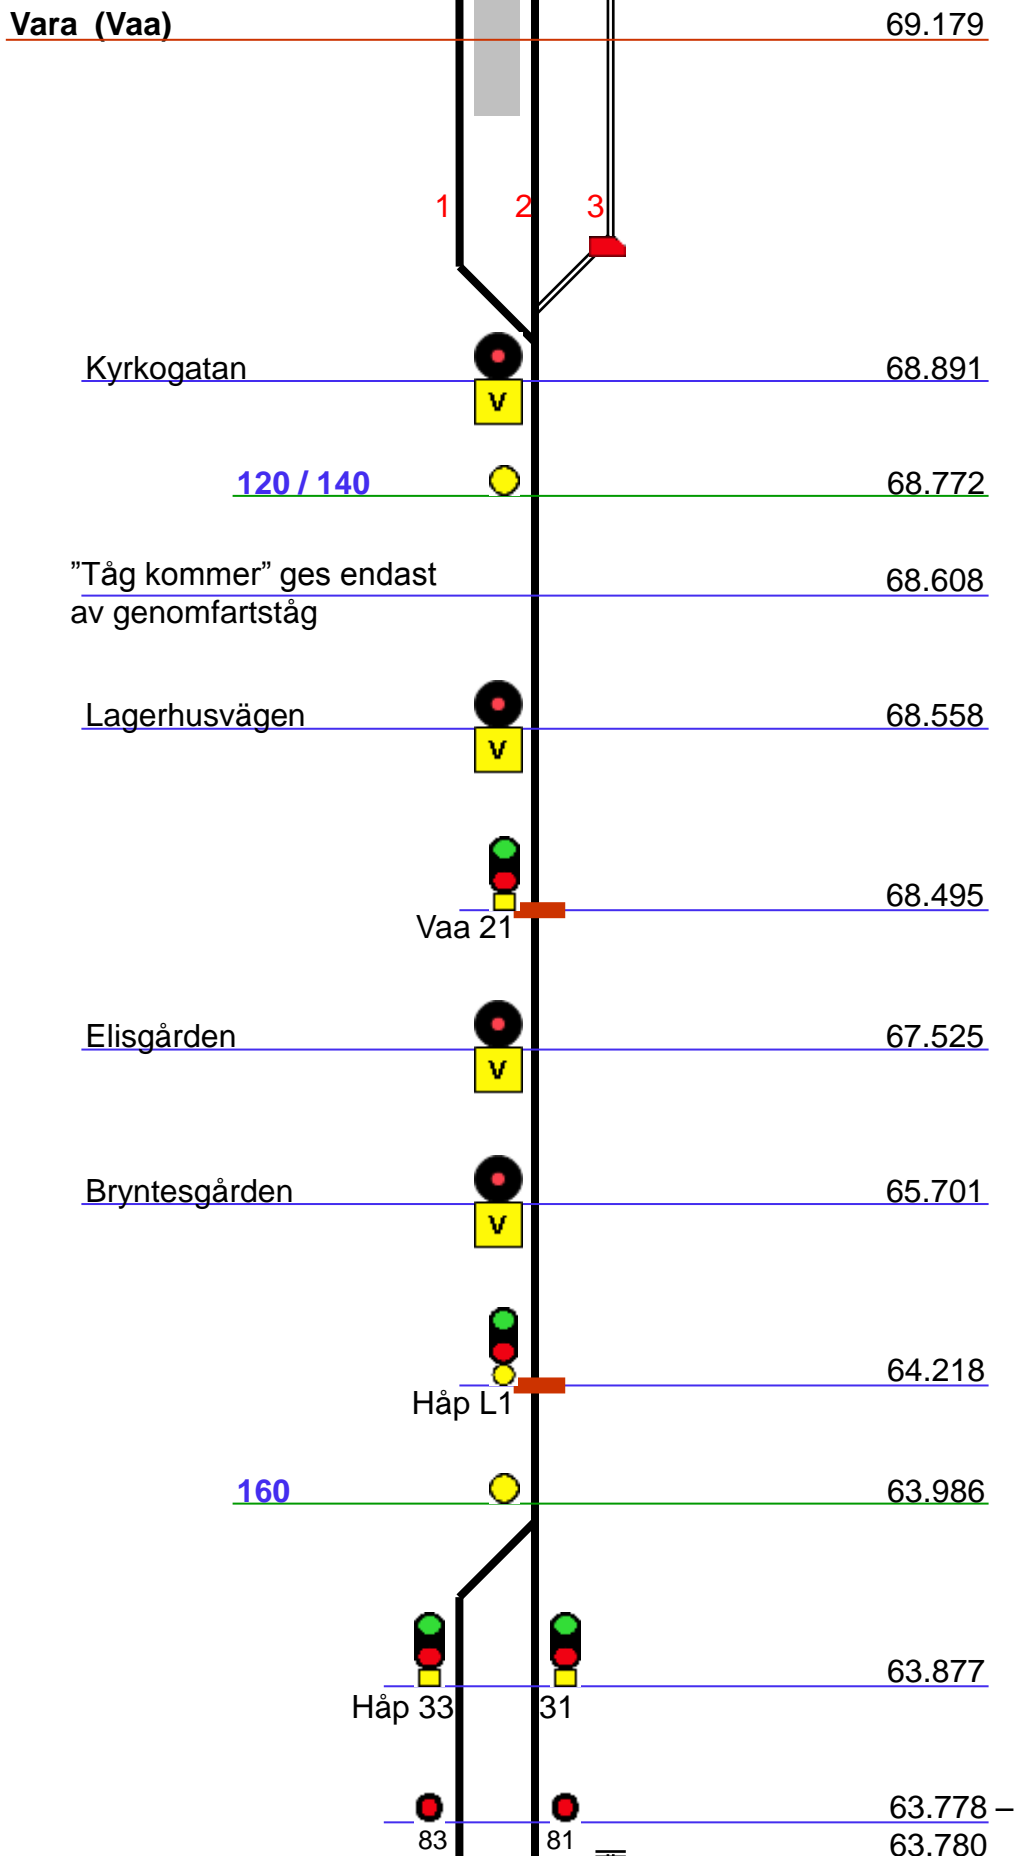 Vara (Vaa) 69.179
1 2 3
Kyrkogatan 68.891
V
120 / 140 68.772
”Tåg kommer” ges endast 68.608
av genomfartståg
Lagerhusvägen 68.558
V
68.495
Vaa 21
Elisgården 67.525
V
Bryntesgården 65.701
V
64.218
Håp L1
160 63.986
63.877
Håp 33 31
63.778 –
83 81 63.780